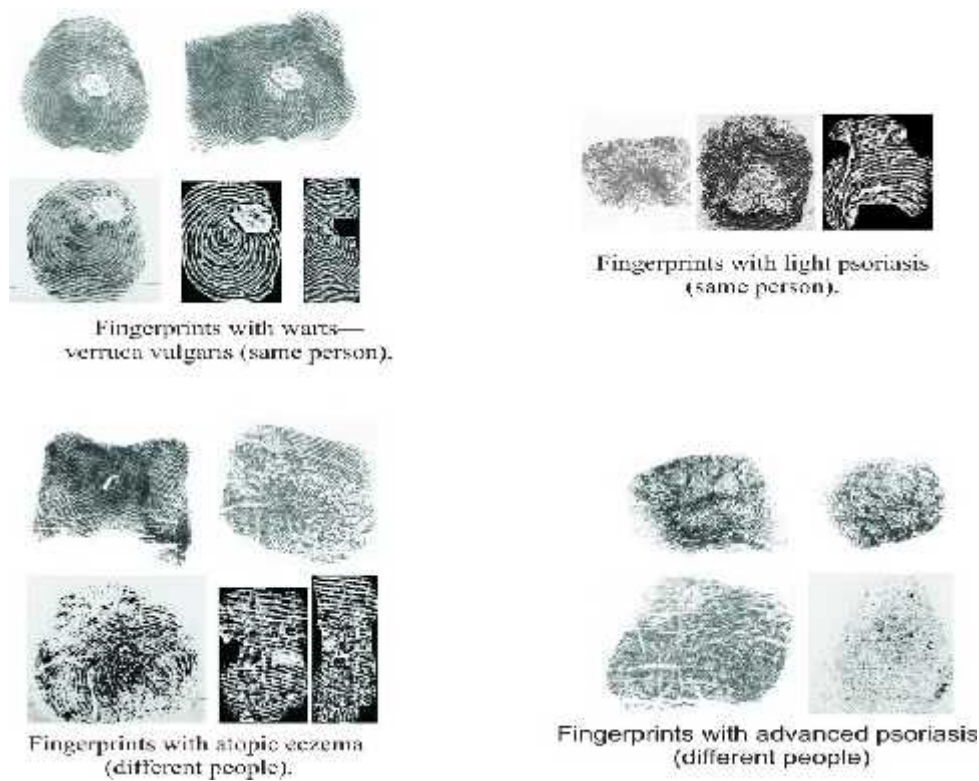 Fingerprints with warts—
verruca vulgaris (same person).
Fingerprints with light psoriasis
(same person).
Fingerprints with atopic eczema
(different people).
Fingerprints with advanced psoriasis
(different people)